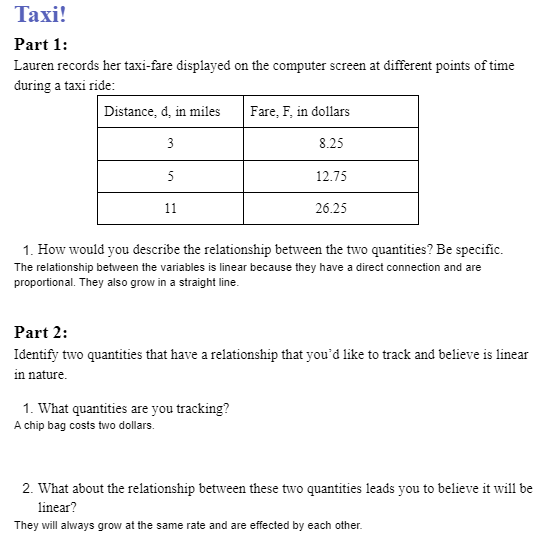 Taxi!
Part 1:
Lauren records her taxi-fare displayed on the computer screen at different points of time
during a taxi ride:
Distance, d, in miles Fare, F, in dollars
3 8.25
5 12.75
11 26.25
1. How would you describe the relationship between the two quantities? Be specific.
The relationship between the variables is linear because they have a direct connection and are
proportional. They also grow in a straight line.
Part 2:
Identify two quantities that have a relationship that you’d like to track and believe is linear
in nature.
1. What quantities are you tracking?
A chip bag costs two dollars.
2. What about the relationship between these two quantities leads you to believe it will be
linear?
They will always grow at the same rate and are effected by each other.